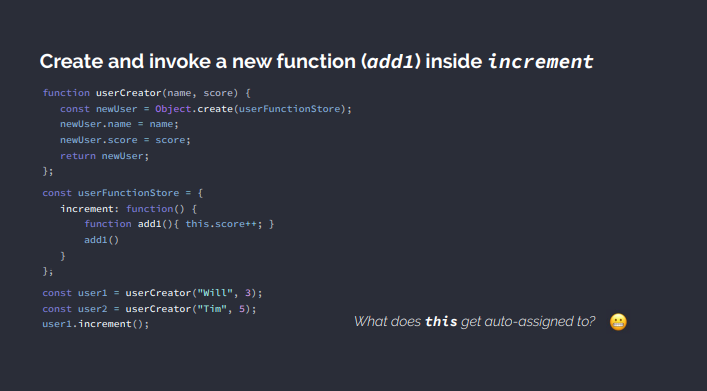 Create and invoke a new function (add1) inside increment
function userCreator(name, score) {
const newUser = Object.create(userFunctionStore);
newUser.name = name;
newUser.score = score;
return newUser;
};
const userFunctionStore = {
increment: function() {
function add1(){ this.score++; }
add1()
}
};
const user1 = userCreator("Will", 3);
const user2 = userCreator("Tim", 5);
user1.increment();
What does this get auto-assigned to? 😬